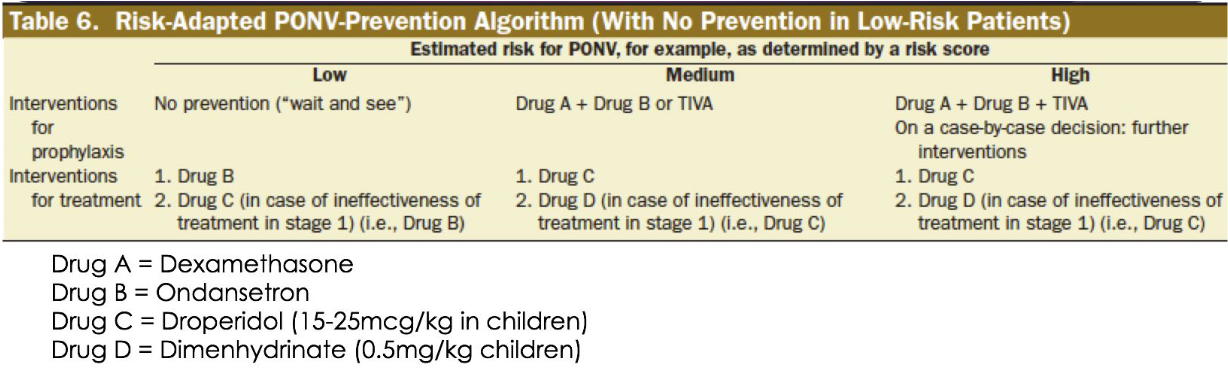 Table 6. Risk-Adapted PONV-Prevention Algorithm (With No Prevention in Low-Risk Patients)
Estimated risk for PONV, for example, as determined by a risk score
Low Medium High
Interventions for prophylaxis
No prevention (“wait and see”)
Drug A + Drug B or TIVA
Drug A + Drug B + TIVA
On a case-by-case decision: further
interventions
Interventions
for treatment
1. Drug B
2. Drug C (in case of ineffectiveness of
treatment in stage 1) (i.e., Drug B)
1. Drug C
2. Drug D (in case of ineffectiveness of
treatment in stage 1) (i.e., Drug C)
1. Drug C
2. Drug D (in case of ineffectiveness of
treatment in stage 1) (i.e., Drug C)
Drug A = Dexamethasone
Drug B = Ondansetron
Drug C = Droperidol (15-25mcg/kg in children)
Drug D = Dimenhydrinate (0.5mg/kg children)